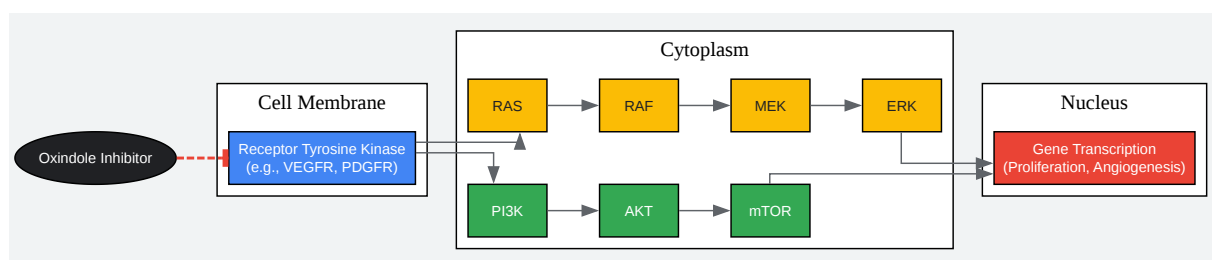 Oxindole Inhibitor
Cell Membrane
Receptor Tyrosine Kinase
(e.g., VEGFR, PDGFR)
Cytoplasm
RAS
RAF
MEK
ERK
PI3K
AKT
mTOR
Nucleus
Gene Transcription
(Proliferation, Angiogenesis)